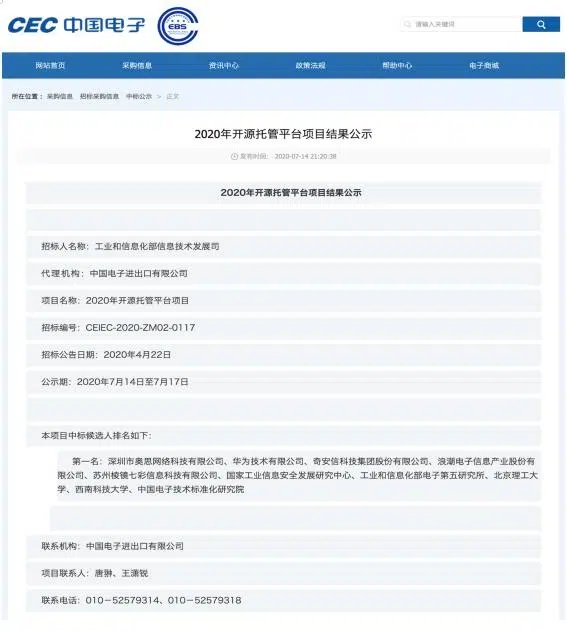 CEC 中国电子 EBS
请输入关键词
网站首页 采购信息 资讯中心 政策法规 帮助中心 电子商城
所在位置： 采购信息 招标采购信息 中标公示 > 正文
2020年开源托管平台项目结果公示
发布时间： 2020-07-14 21:20:38
2020年开源托管平台项目结果公示
招标人名称：工业和信息化部信息技术发展司
代理机构：中国电子进出口有限公司
项目名称：2020年开源托管平台项目
招标编号：CEIEC-2020-ZM02-0117
招标公告日期：2020年4月22日
公示期：2020年7月14日至7月17日
本项目中标候选人排名如下：
第一名：深圳市奥思网络科技有限公司、华为技术有限公司、奇安信科技集团股份有限公司、浪潮电子信息产业股份有
限公司、苏州棱镜七彩信息科技有限公司、国家工业信息安全发展研究中心、工业和信息化部电子第五研究所、北京理工大
学、西南科技大学、中国电子技术标准化研究院
联系机构：中国电子进出口有限公司
项目联系人：唐翀、王潇锐
联系电话：010－52579314、010－52579318